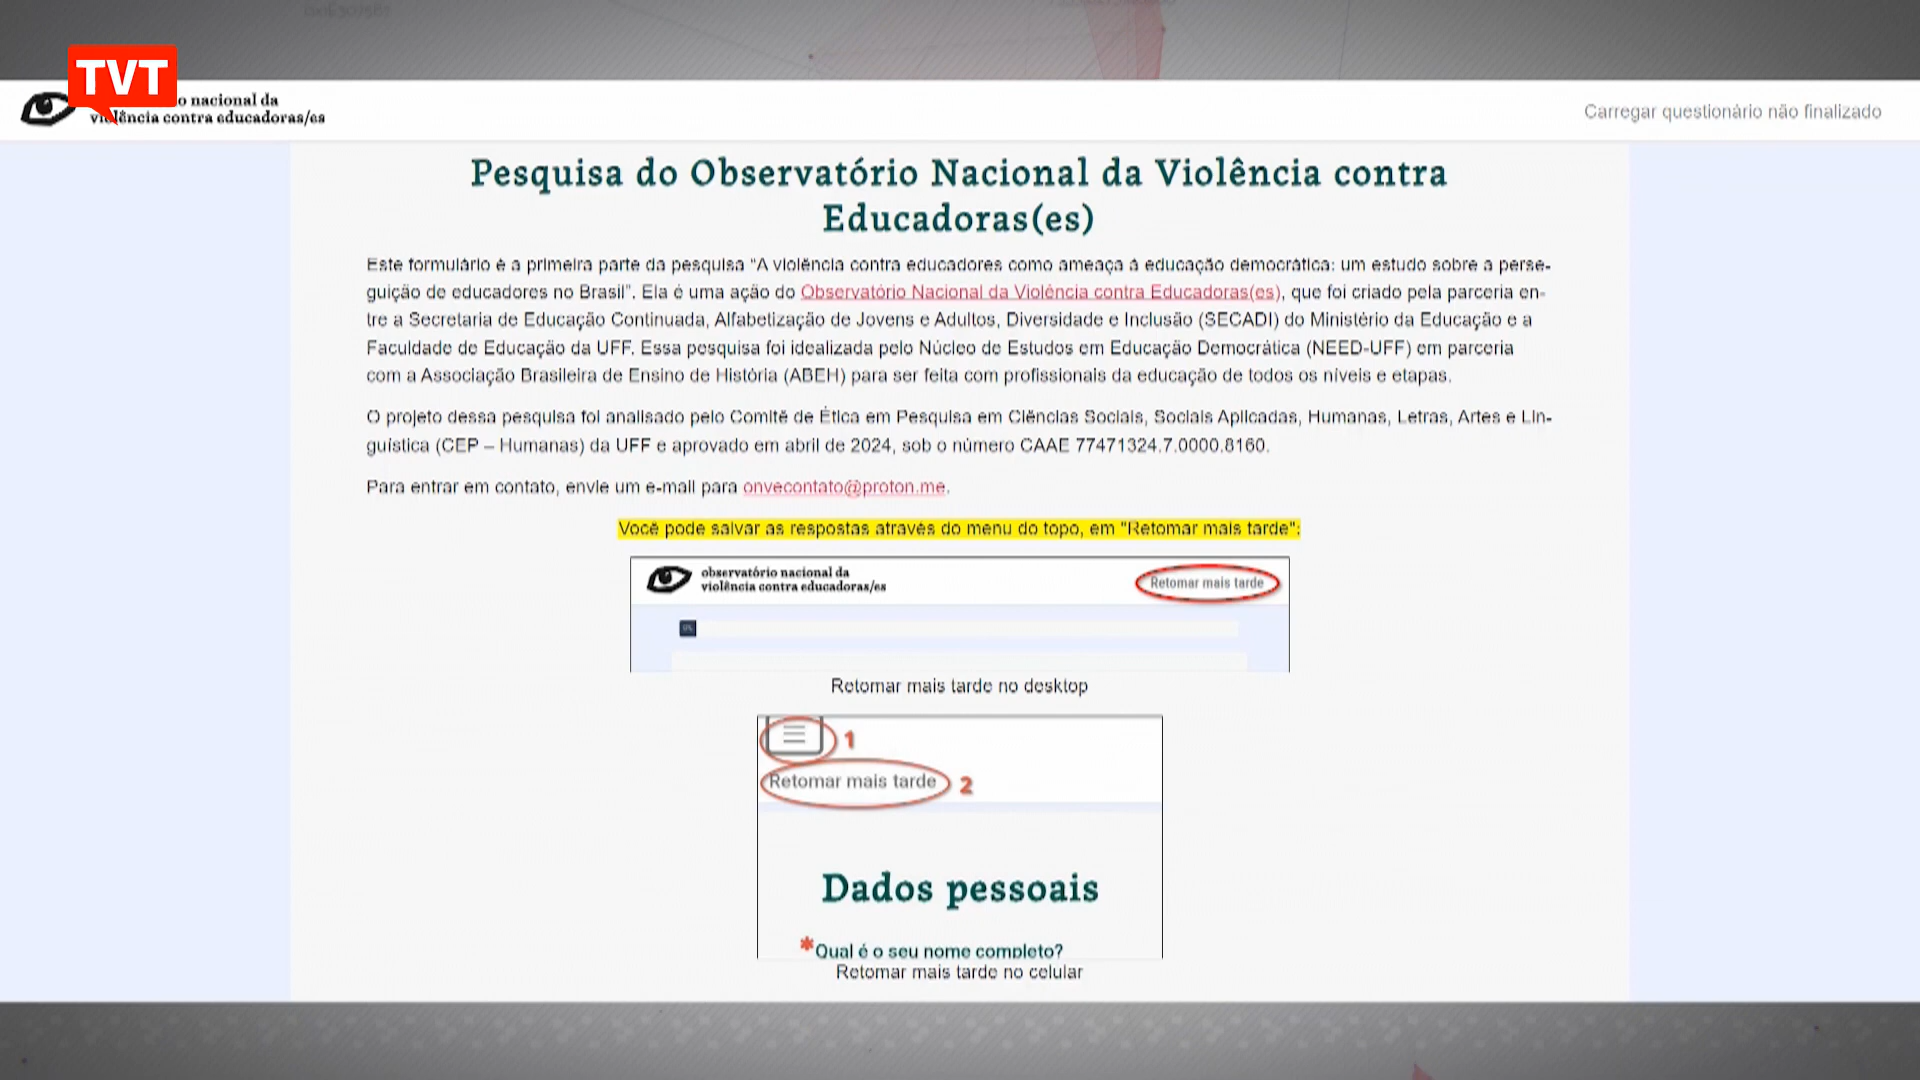 TVT
o nacional da
violência contra educadoras/es
Carregar questionário não finalizado
Pesquisa do Observatório Nacional da Violência contra
Educadoras(es)
Este formulário é a primeira parte da pesquisa "A violência contra educadores como ameaça à educação democrática: um estudo sobre a perse-
guição de educadores no Brasil". Ela é uma ação do Observatório Nacional da Violência contra Educadoras(es), que foi criado pela parceria en-
tre a Secretaria de Educação Continuada, Alfabetização de Jovens e Adultos, Diversidade e Inclusão (SECADI) do Ministério da Educação e a
Faculdade de Educação da UFF. Essa pesquisa foi idealizada pelo Núcleo de Estudos em Educação Democrática (NEED-UFF) em parceria
com a Associação Brasileira de Ensino de História (ABEH) para ser feita com profissionais da educação de todos os níveis e etapas.
O projeto dessa pesquisa foi analisado pelo Comitê de Ética em Pesquisa em Ciências Sociais, Sociais Aplicadas, Humanas, Letras, Artes e Lin-
guística (CEP – Humanas) da UFF e aprovado em abril de 2024, sob o número CAAE 77471324.7.0000.8160.
Para entrar em contato, envie um e-mail para onvecontato@proton.me.
Você pode salvar as respostas através do menu do topo, em "Retomar mais tarde":
observatório nacional da
violência contra educadoras/es
Retomar mais tarde
Retomar mais tarde no desktop
1
Retomar mais tarde 2
Dados pessoais
*Qual é o seu nome completo?
Retomar mais tarde no celular